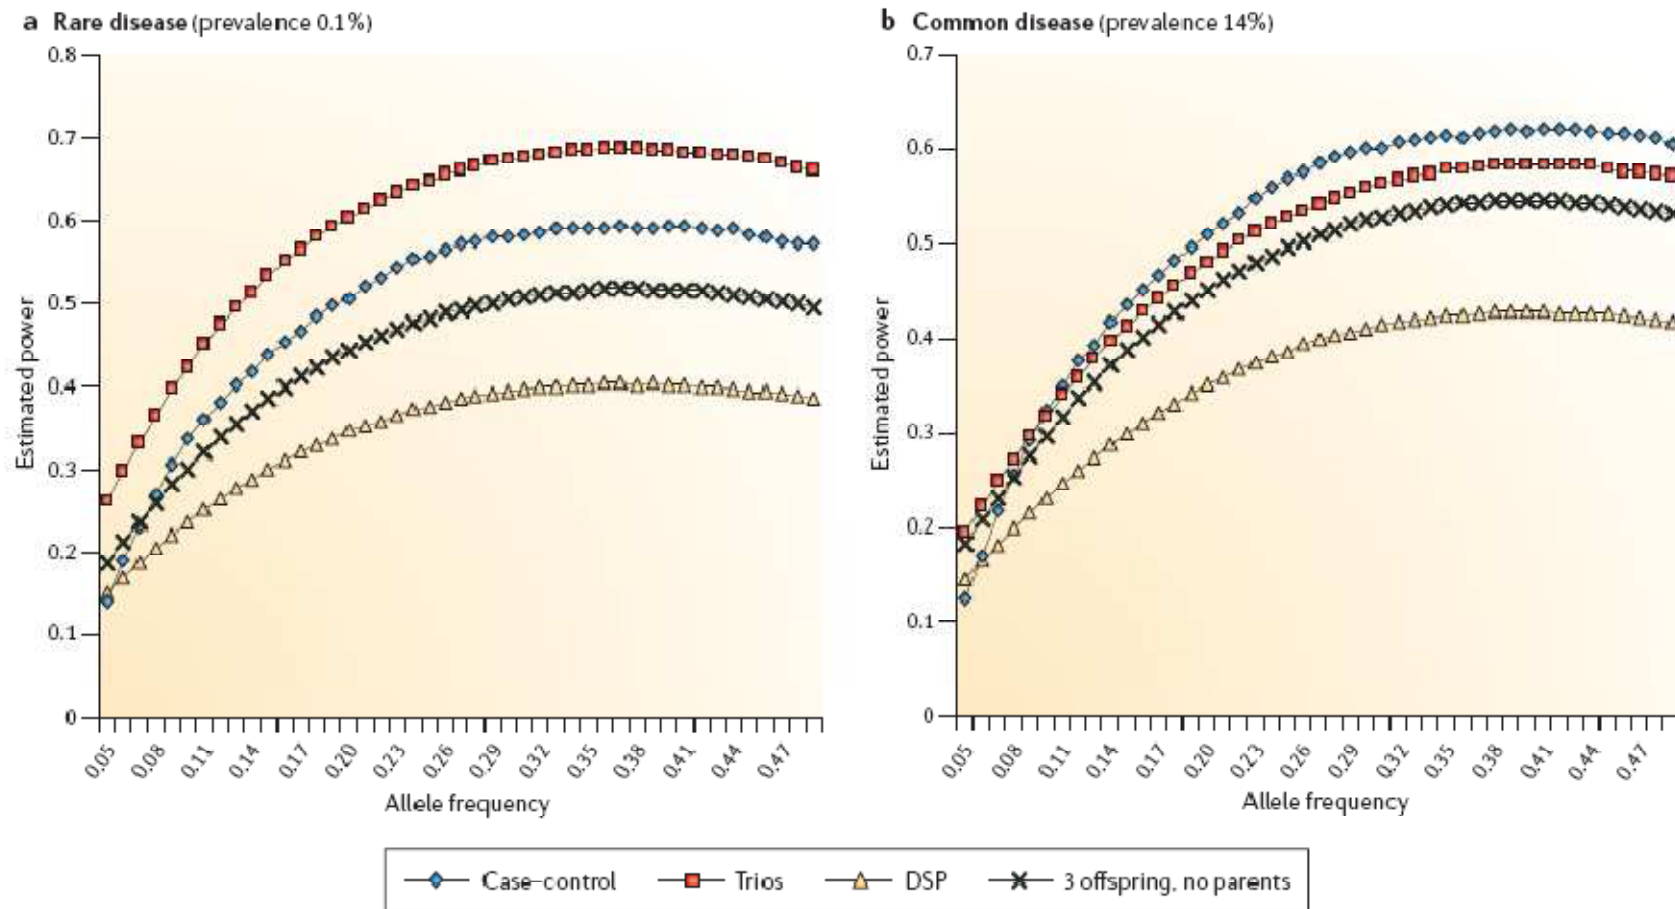 a Rare disease (prevalence 0.1%)
0.8
0.7
0.6
0.5
0.4
0.3
0.2
0.1
0
Estimated power
0.05 0.08 0.11 0.14 0.17 0.20 0.23 0.26 0.29 0.32 0.35 0.38 0.41 0.44 0.47
Allele frequency
b Common disease (prevalence 14%)
0.7
0.6
0.5
0.4
0.3
0.2
0.1
0
Estimated power
0.05 0.08 0.11 0.14 0.17 0.20 0.23 0.26 0.29 0.32 0.35 0.38 0.41 0.44 0.47
Allele frequency
Case–control Trios DSP 3 offspring, no parents